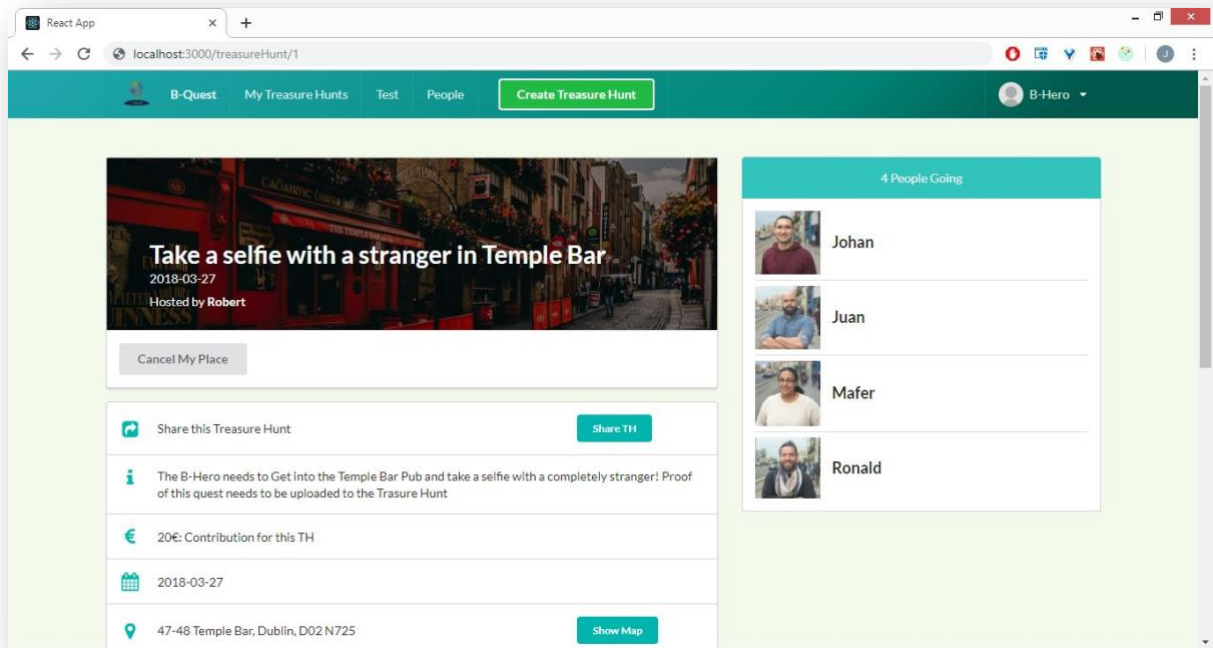 React App
localhost:3000/treasureHunt/1
B-Quest My Treasure Hunts Test People Create Treasure Hunt B-Hero
Take a selfie with a stranger in Temple Bar
2018-03-27
Hosted by Robert
Cancel My Place
Share this Treasure Hunt Share TH
The B-Hero needs to Get into the Temple Bar Pub and take a selfie with a completely stranger! Proof
of this quest needs to be uploaded to the Trasure Hunt
20€: Contribution for this TH
2018-03-27
47-48 Temple Bar, Dublin, D02 N725 Show Map
4 People Going
Johan
Juan
Mafer
Ronald